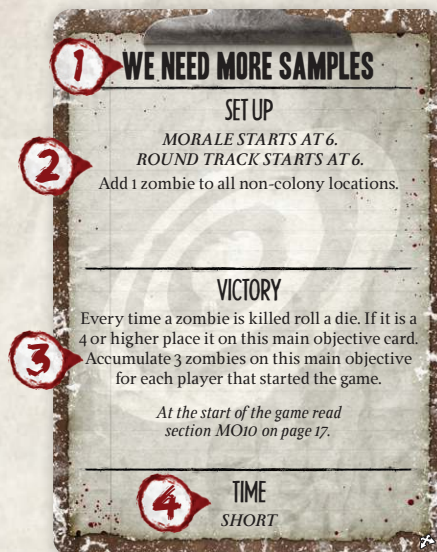 1
WE NEED MORE SAMPLES
SET UP
MORALE STARTS AT 6.
2
ROUND TRACK STARTS AT 6.
Add 1 zombie to all non-colony locations.
VICTORY
Every time a zombie is killed roll a die. If it is a
4 or higher place it on this main objective card.
3
Accumulate 3 zombies on this main objective
for each player that started the game.
At the start of the game read
section MO10 on page 17.
4
TIME
SHORT